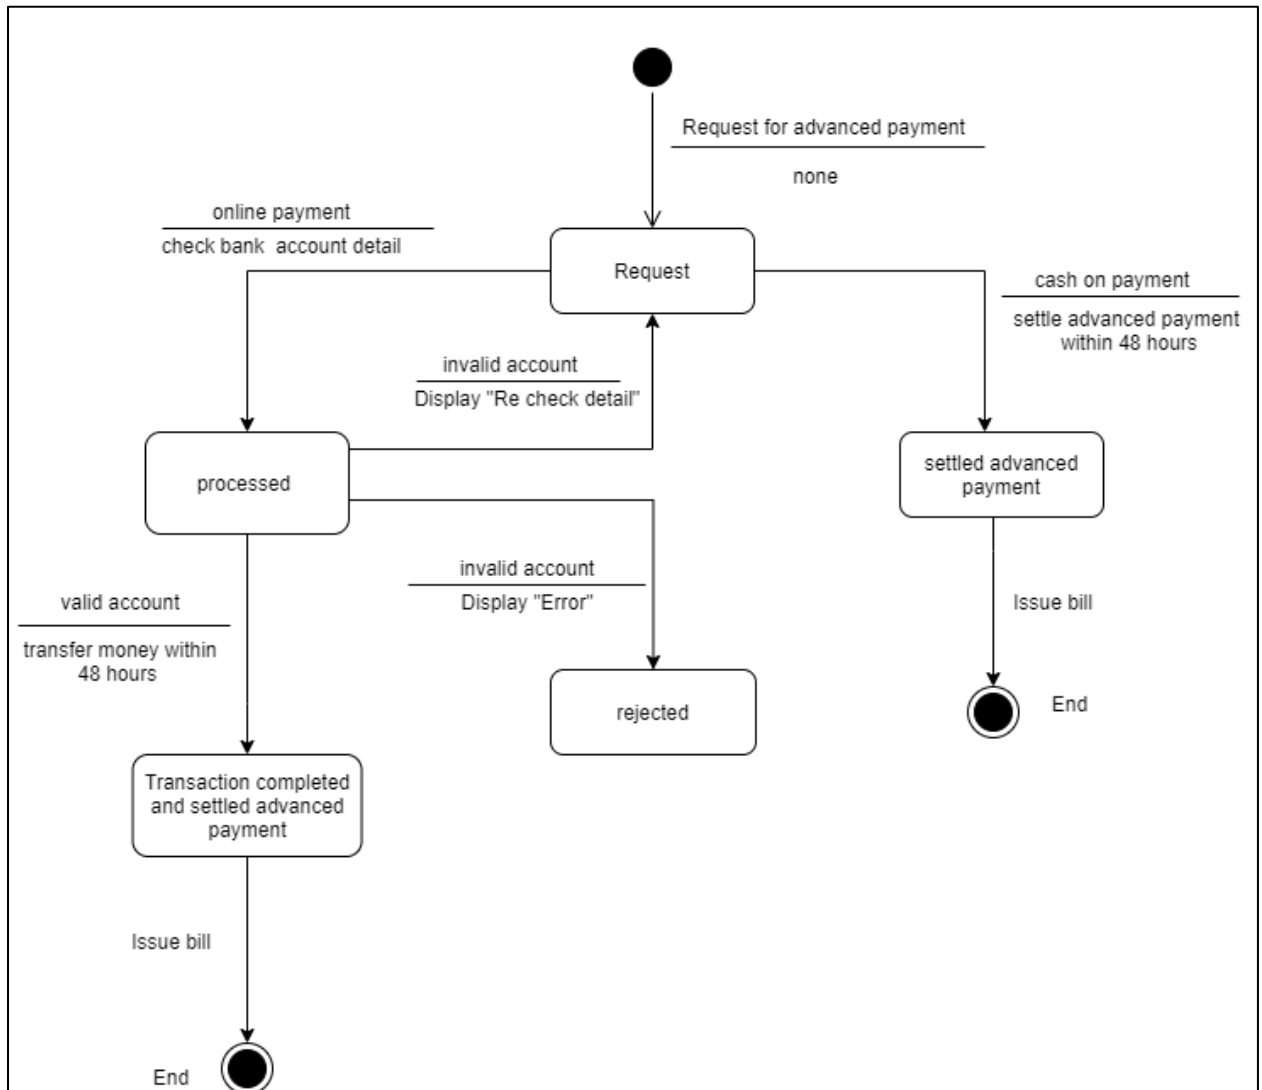 Request for advanced payment
none
online payment
check bank  account detail
Request
cash on payment
settle advanced payment
within 48 hours
invalid account
Display "Re check detail"
processed
settled advanced
payment
invalid account
Display "Error"
valid account
transfer money within
48 hours
Issue bill
rejected
End
Transaction completed
and settled advanced
payment
Issue bill
End